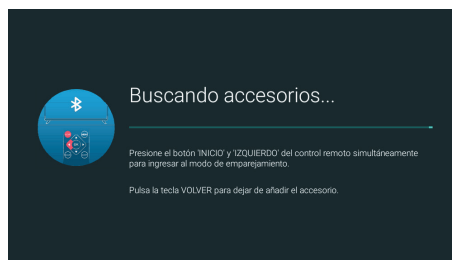 Buscando accesorios...
Presione el botón 'INICIO' y 'IZQUIERDO' del control remoto simultáneamente
para ingresar al modo de emparejamiento.
Pulsa la tecla VOLVER para dejar de añadir el accesorio.